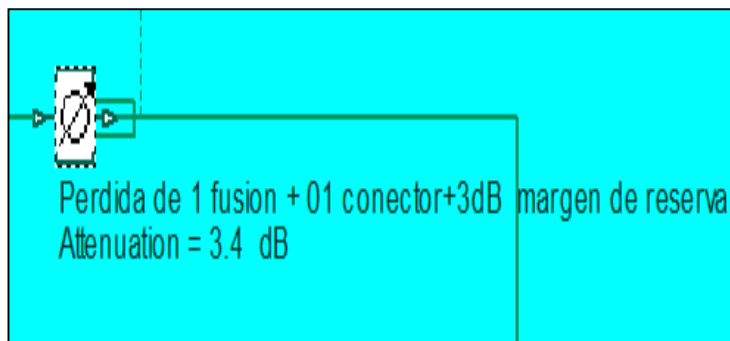 Perdida de 1 fusion + 01 conector+3dB margen de reserva
Attenuation = 3.4 dB